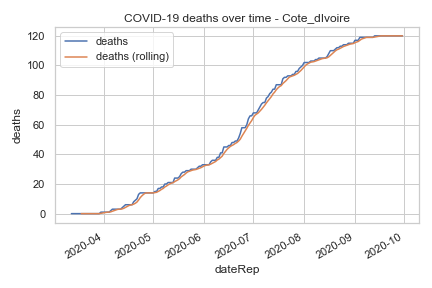 COVID-19 deaths over time - Cote_dIvoire
deaths
deaths (rolling)
120
100
80
60
40
20
0
deaths
2020-04
2020-05
2020-06
2020-07
2020-08
2020-09
2020-10
dateRep